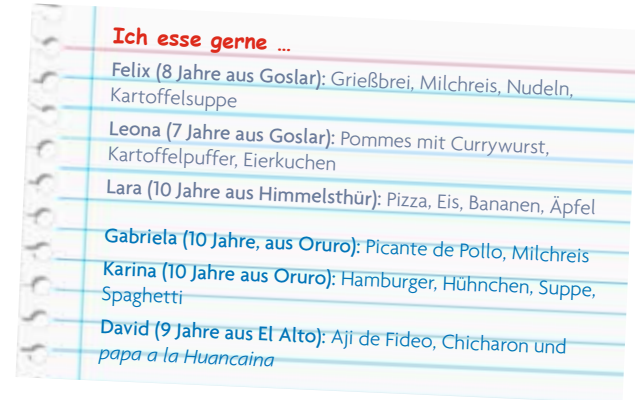 Ich esse gerne ...
Felix (8 Jahre aus Goslar): Grießbrei, Milchreis, Nudeln,
Kartoffelsuppe
Leona (7 Jahre aus Goslar): Pommes mit Currywurst,
Kartoffelpuffer, Eierkuchen
Lara (10 Jahre aus Himmelsthür): Pizza, Eis, Bananen, Äpfel
Gabriela (10 Jahre, aus Oruro): Picante de Pollo, Milchreis
Karina (10 Jahre aus Oruro): Hamburger, Hühnchen, Suppe,
Spaghetti
David (9 Jahre aus El Alto): Aji de Fideo, Chicharon und
papa a la Huancaina